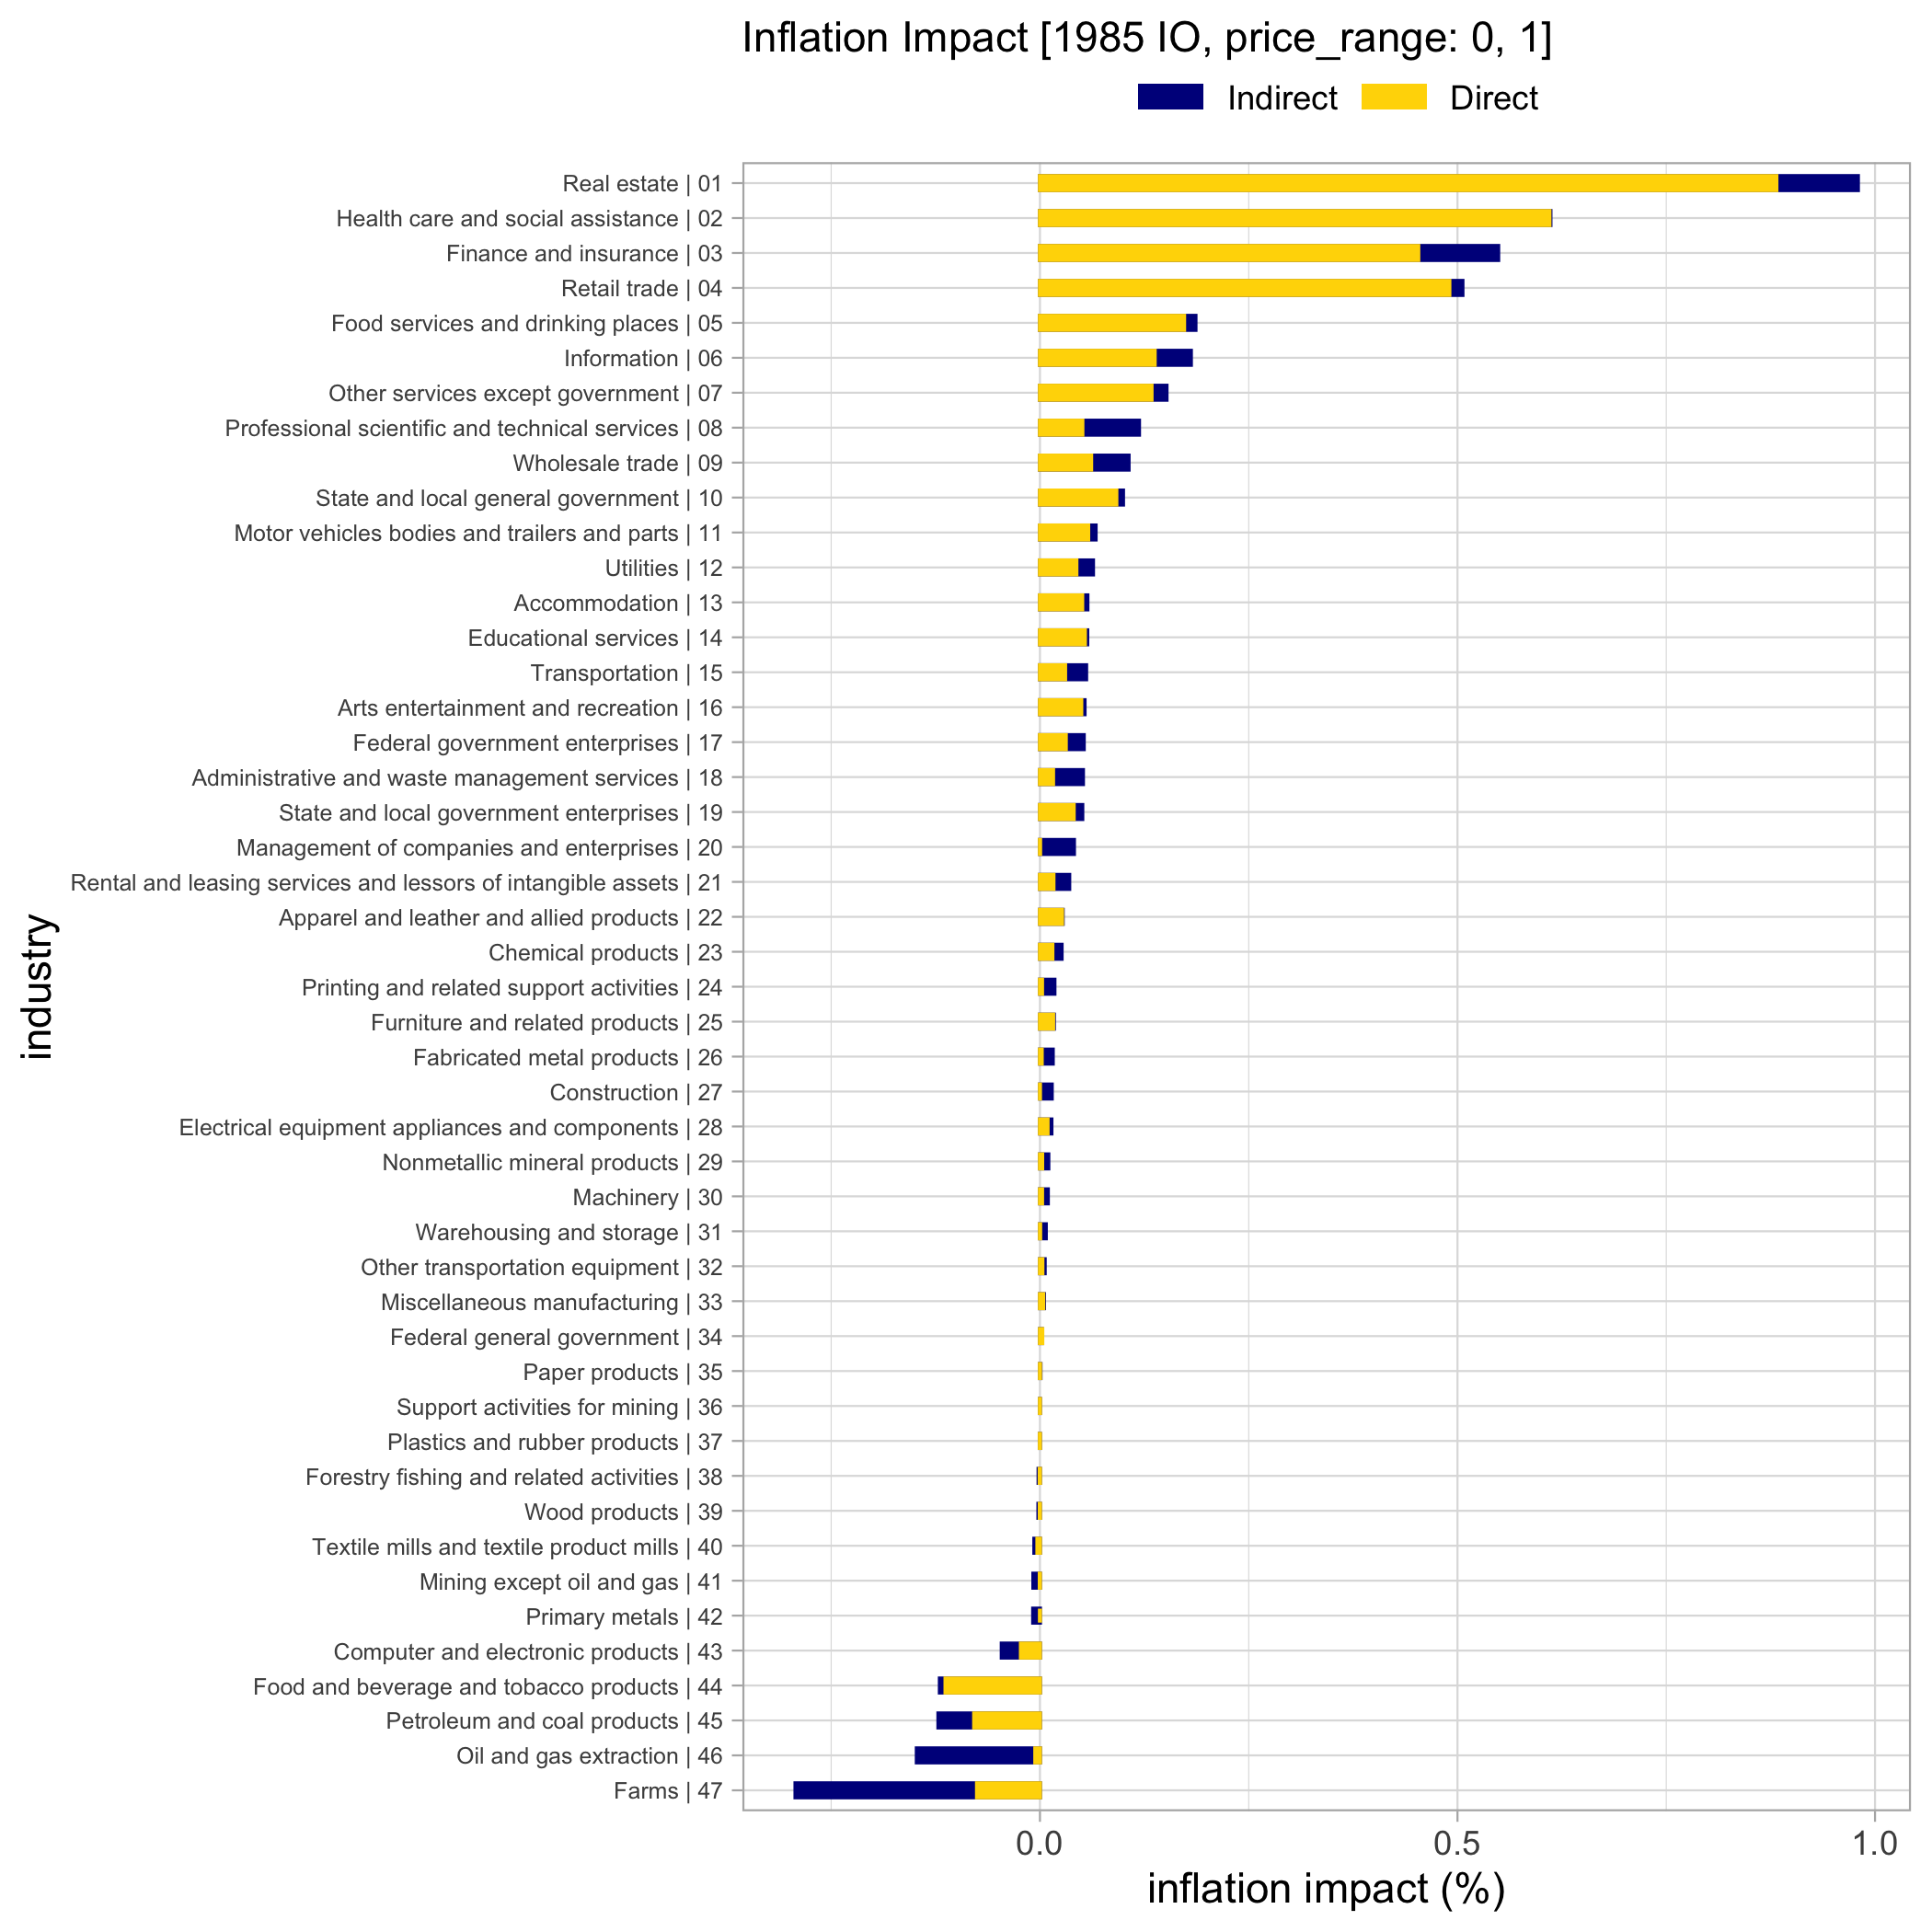 Inflation Impact [1985 IO, price_range: 0, 1]
Indirect Direct
Real estate | 01
Health care and social assistance | 02
Finance and insurance | 03
Retail trade | 04
Food services and drinking places | 05
Information | 06
Other services except government | 07
Professional scientific and technical services | 08
Wholesale trade | 09
State and local general government | 10
Motor vehicles bodies and trailers and parts | 11
Utilities | 12
Accommodation | 13
Educational services | 14
Transportation | 15
Arts entertainment and recreation | 16
Federal government enterprises | 17
Administrative and waste management services | 18
State and local government enterprises | 19
Management of companies and enterprises | 20
Rental and leasing services and lessors of intangible assets | 21
Apparel and leather and allied products | 22
Chemical products | 23
Printing and related support activities | 24
Furniture and related products | 25
Fabricated metal products | 26
Construction | 27
Electrical equipment appliances and components | 28
Nonmetallic mineral products | 29
Machinery | 30
Warehousing and storage | 31
Other transportation equipment | 32
Miscellaneous manufacturing | 33
Federal general government | 34
Paper products | 35
Support activities for mining | 36
Plastics and rubber products | 37
Forestry fishing and related activities | 38
Wood products | 39
Textile mills and textile product mills | 40
Mining except oil and gas | 41
Primary metals | 42
Computer and electronic products | 43
Food and beverage and tobacco products | 44
Petroleum and coal products | 45
Oil and gas extraction | 46
Farms | 47
industry
0.0 0.5 1.0
inflation impact (%)